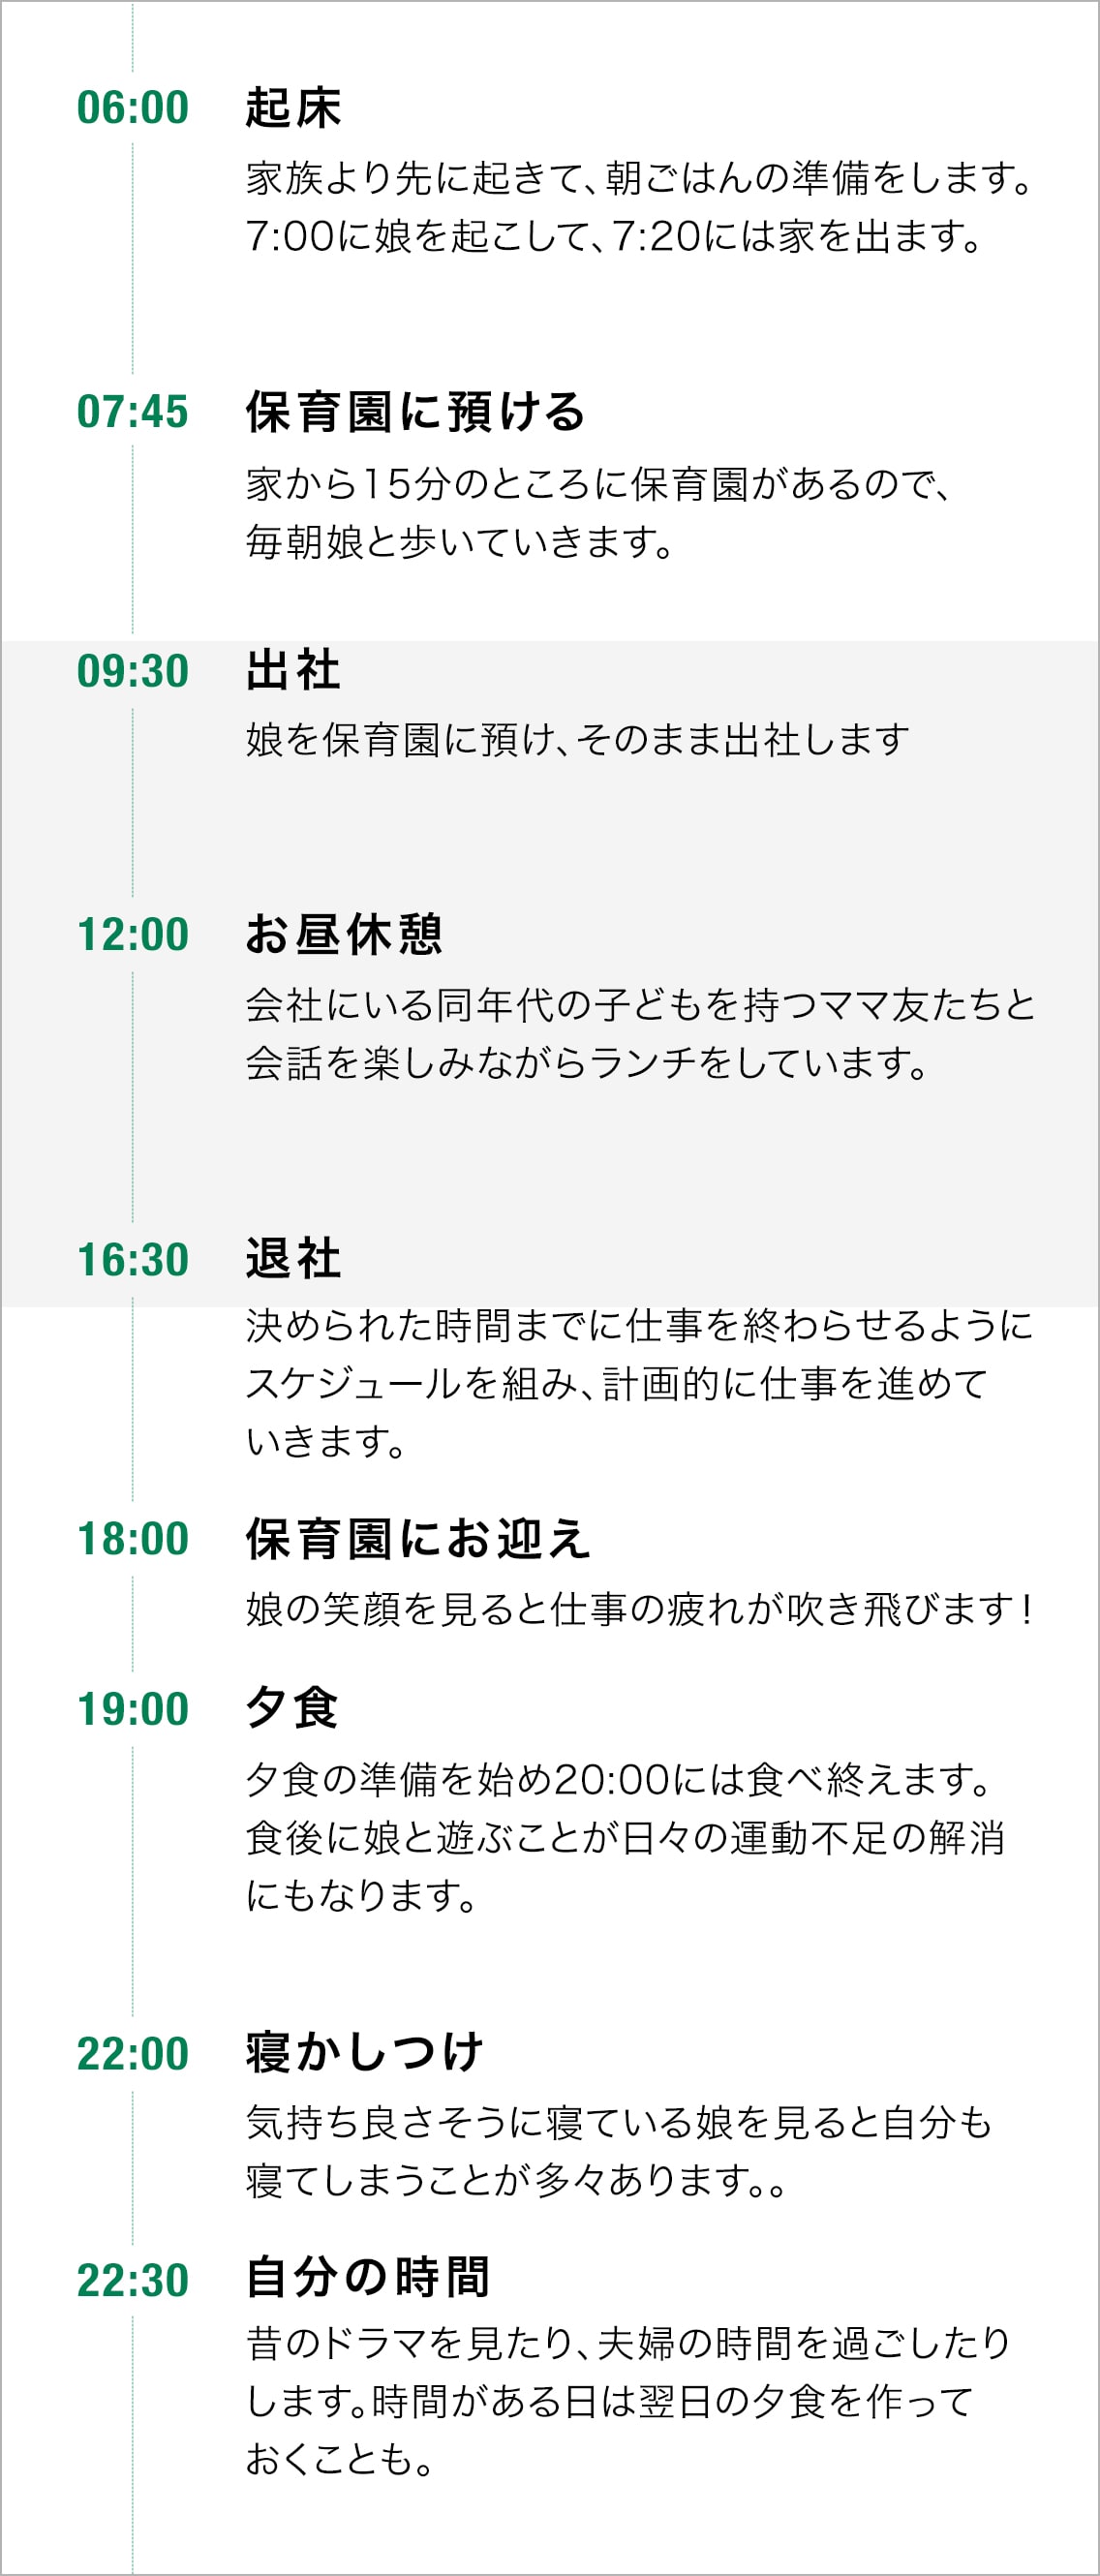 06:00 起床
家族より先に起きて、朝ごはんの準備をします。
7:00に娘を起こして、7:20には家を出ます。
07:45 保育園に預ける
家から15分のところに保育園があるので、
毎朝娘と歩いていきます。
09:30 出社
娘を保育園に預け、そのまま出社します
12:00 お昼休憩
会社にいる同年代の子どもを持つママ友たちと
会話を楽しみながらランチをしています。
16:30 退社
決められた時間までに仕事を終わらせるように
スケジュールを組み、計画的に仕事を進めて
いきます。
18:00 保育園にお迎え
娘の笑顔を見ると仕事の疲れが吹き飛びます！
19:00 夕食
夕食の準備を始め20:00には食べ終えます。
食後に娘と遊ぶことが日々の運動不足の解消
にもなります。
22:00 寝かしつけ
気持ち良さそうに寝ている娘を見ると自分も
寝てしまうことが多々あります。。
22:30 自分の時間
昔のドラマを見たり、夫婦の時間を過ごしたり
します。時間がある日は翌日の夕食を作って
おくことも。